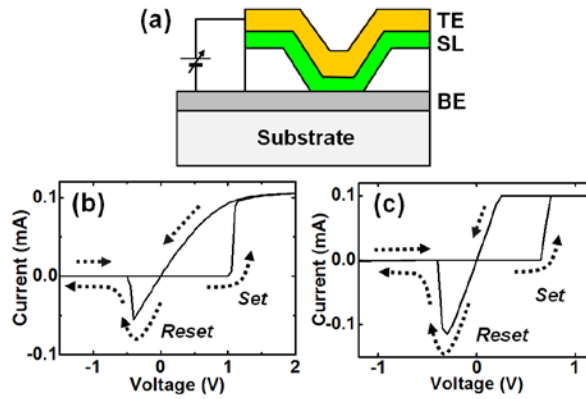 (a)
TE
SL
BE
Substrate
(b)
Current (mA)
0.1
0.0
-0.1
Set
Reset
-1 0 1 2
Voltage (V)
(c)
Current (mA)
0.1
0.0
-0.1
Set
Reset
-1 0 1
Voltage (V)